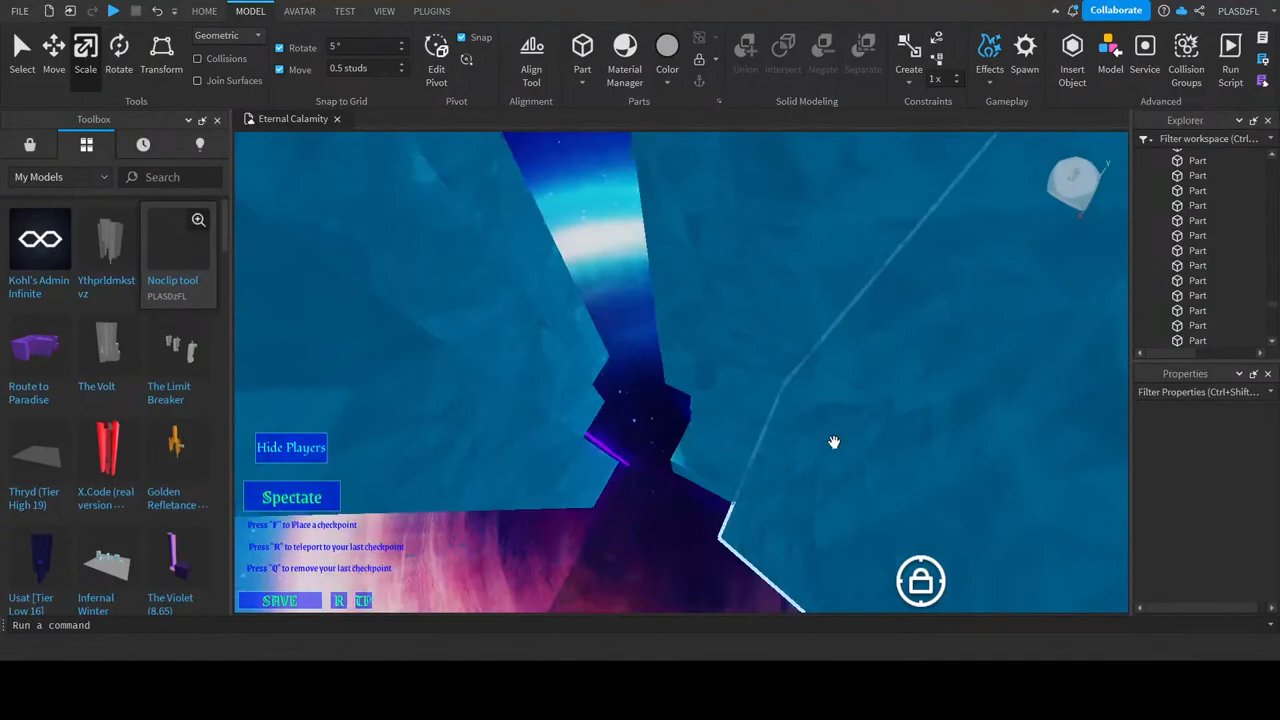 FILE HOME MODEL AVATAR TEST VIEW PLUGINS Collaborate PLASDzFL
Select Move Scale Rotate Transform
Geometric
Collisions
Join Surfaces
Rotate 5 °
Move 0.5 studs
Edit Pivot
Snap
Align Tool
Part
Material Manager
Color
Union Intersect Negate Separate
Create
1 x
Effects Spawn
Insert Object
Model Service
Collision Groups
Run Script
Tools Snap to Grid Pivot Alignment Parts Solid Modeling Constraints Gameplay Advanced
Toolbox
My Models Search
Kohl's Admin Infinite
Ythprldmkst vz
Noclip tool
PLASDzFL
Route to Paradise
The Volt
The Limit Breaker
Thryd (Tier High 19)
X.Code (real version ...
Golden Refletance ...
Usat [Tier Low 16]
Infernal Winter
The Violet (8.65)
Eternal Calamity
Hide Players
Spectate
Press "F" to Place a checkpoint
Press "R" to teleport to your last checkpoint
Press "Q" to remove your last checkpoint
SAVE R TP
Explorer
Filter workspace (Ctrl...
Part
Part
Part
Part
Part
Part
Part
Part
Part
Part
Part
Part
Part
Properties
Filter Properties (Ctrl+Shift...
Run a command